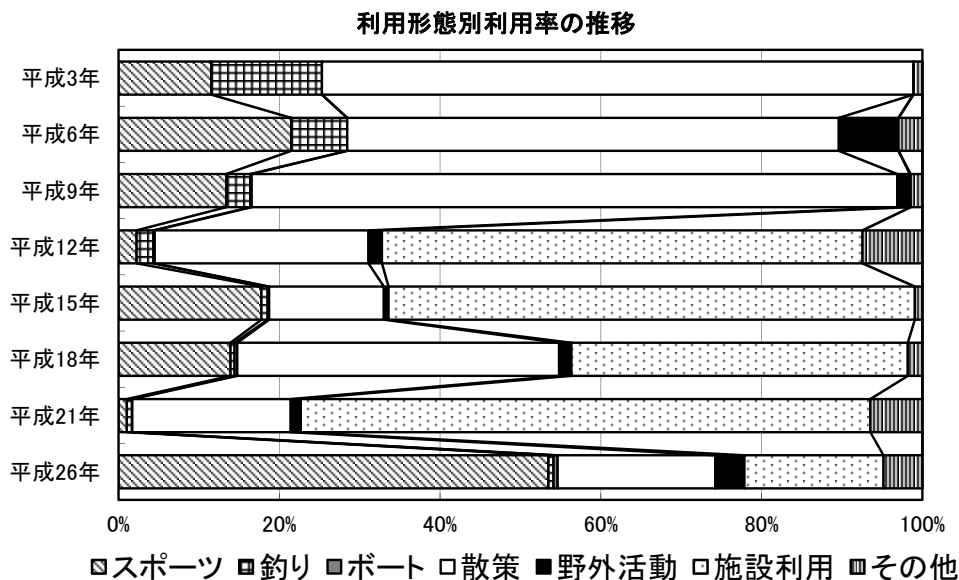 利用形態別利用率の推移
平成3年
平成6年
平成9年
平成12年
平成15年
平成18年
平成21年
平成26年
0% 20% 40% 60% 80% 100%
スポーツ 釣り ボート 散策 野外活動 施設利用 その他